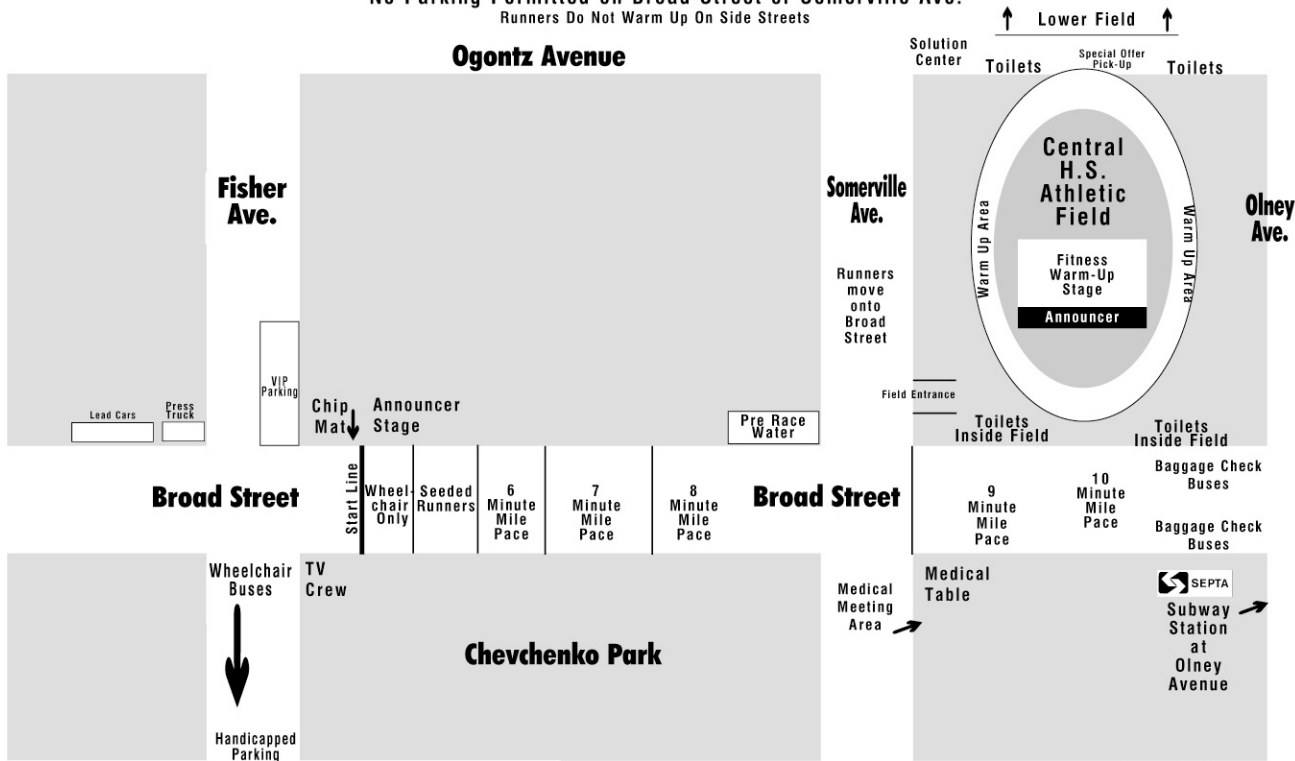 No Parking Permitted on Broad Street or Somerville Ave.
Runners Do Not Warm Up On Side Streets
Lower Field
Ogontz Avenue
Solution
Center
Toilets
Special Offer
Pick-Up
Toilets
Fisher
Ave.
Somerville
Ave.
Central
H.S.
Athletic
Field
Warm Up Area
Warm Up Area
Olney
Ave.
Fitness
Warm-Up
Stage
Announcer
Runners
move
onto
Broad
Street
Field Entrance
Toilets
Inside Field
Toilets
Inside Field
Lead Cars
Press
Truck
VIP
Parking
Chip
Mat
Announcer
Stage
Pre Race
Water
Broad Street
Start Line
Wheel-
chair
Only
Seeded
Runners
6
Minute
Mile
Pace
7
Minute
Mile
Pace
8
Minute
Mile
Pace
Broad Street
9
Minute
Mile
Pace
10
Minute
Mile
Pace
Baggage Check
Buses
Baggage Check
Buses
Wheelchair
Buses
TV
Crew
Chevchenko Park
Medical
Meeting
Area
Medical
Table
SEPTA
Subway
Station
at
Olney
Avenue
Handicapped
Parking